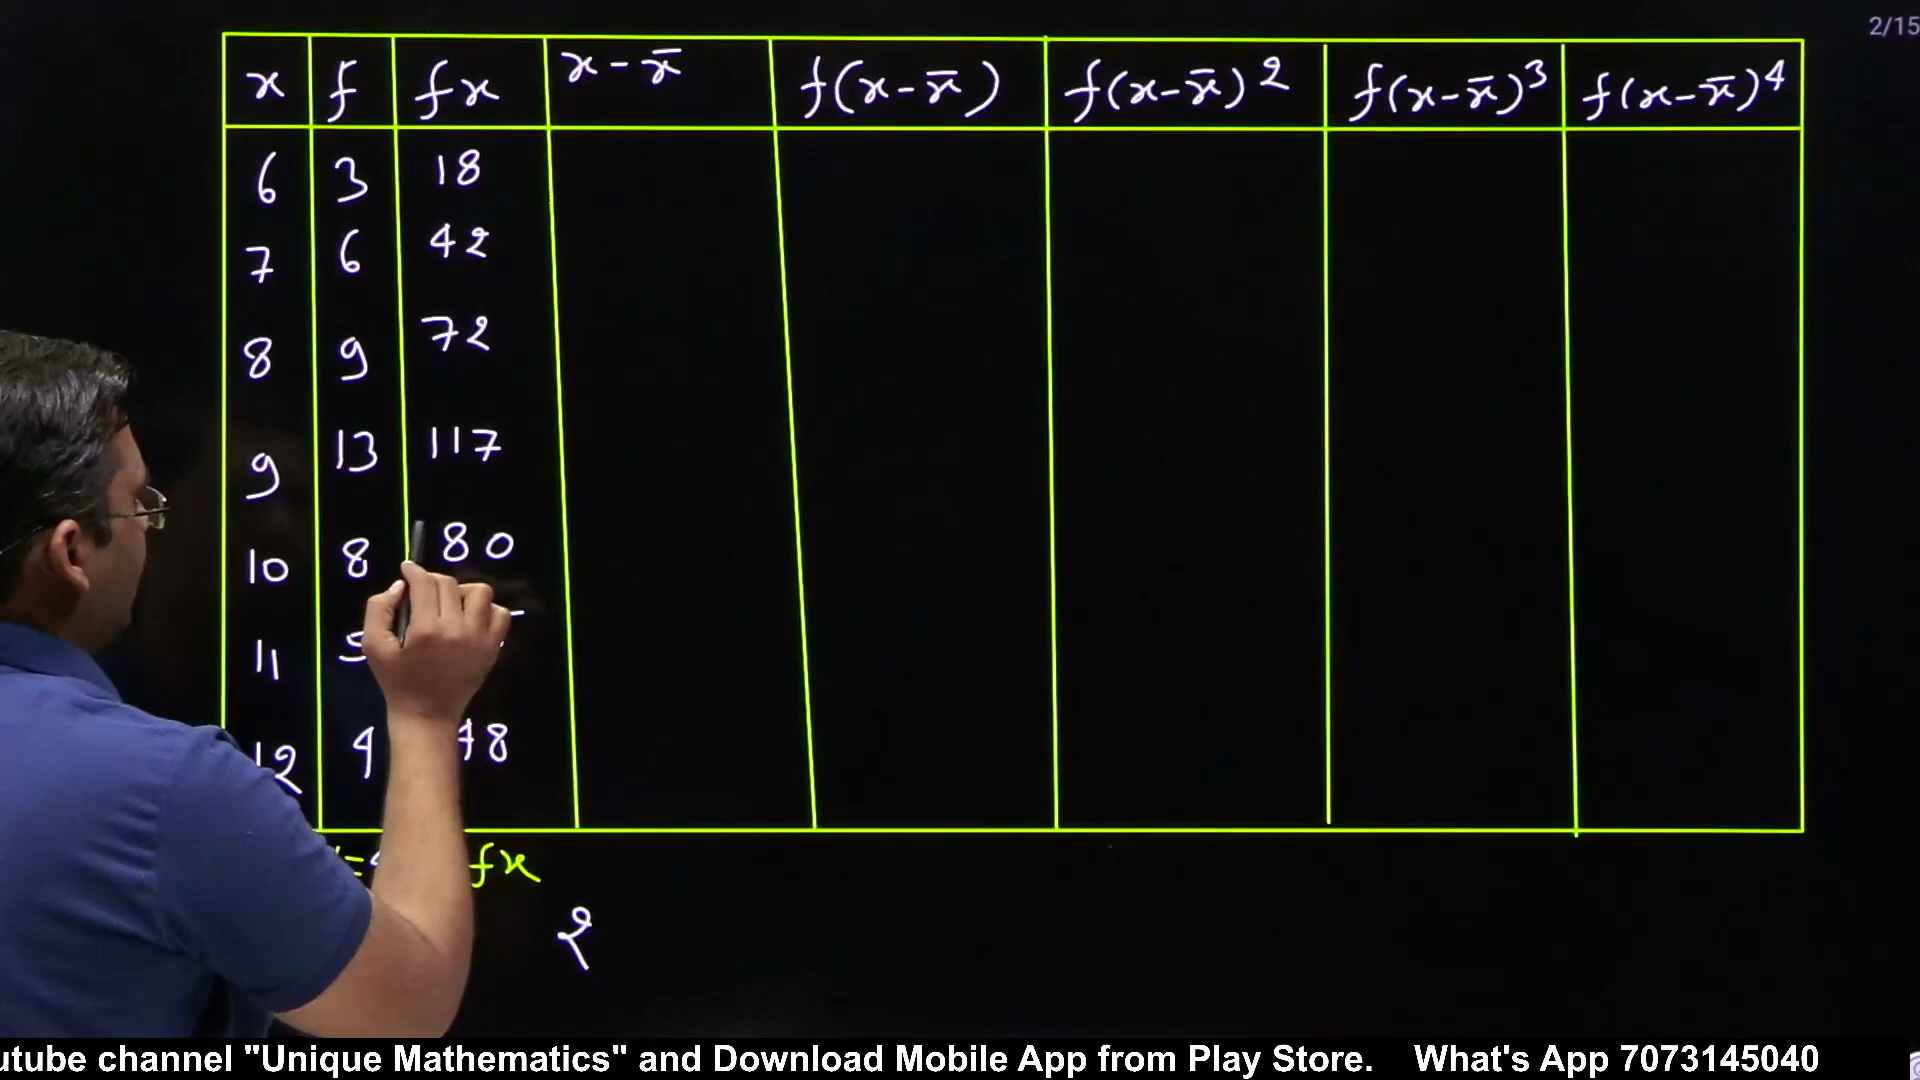 2/15
x f fx x - x̄ f(x-x̄) f(x-x̄)² f(x-x̄)³ f(x-x̄)⁴
6 3 18
7 6 42
8 9 72
9 13 117
10 8 80
11 5
12 4 48
fx
utube channel "Unique Mathematics" and Download Mobile App from Play Store. What's App 7073145040